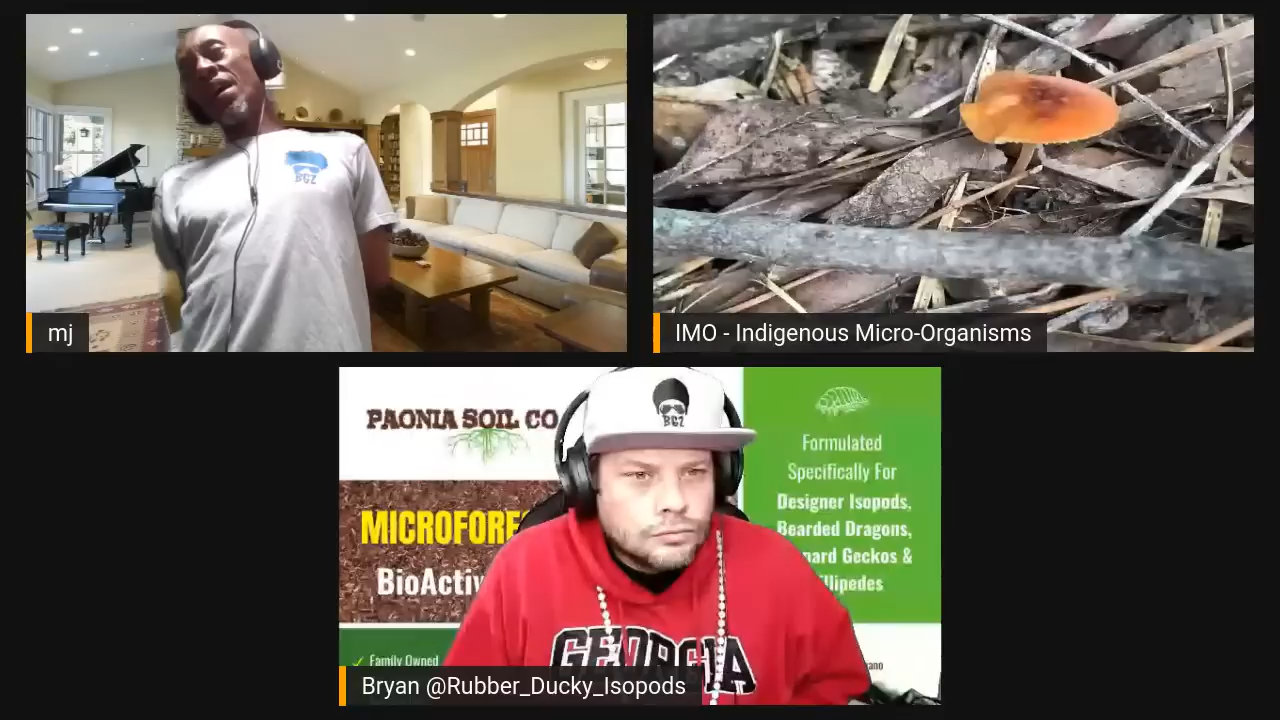 BGZ
mj
IMO - Indigenous Micro-Organisms
BGZ
PAONIA SOIL CO
Formulated
Specifically For
Designer Isopods,
Bearded Dragons,
Geckos &
BioActiv
Family Owned
GEORGIA
Bryan @Rubber_Ducky_Isopods